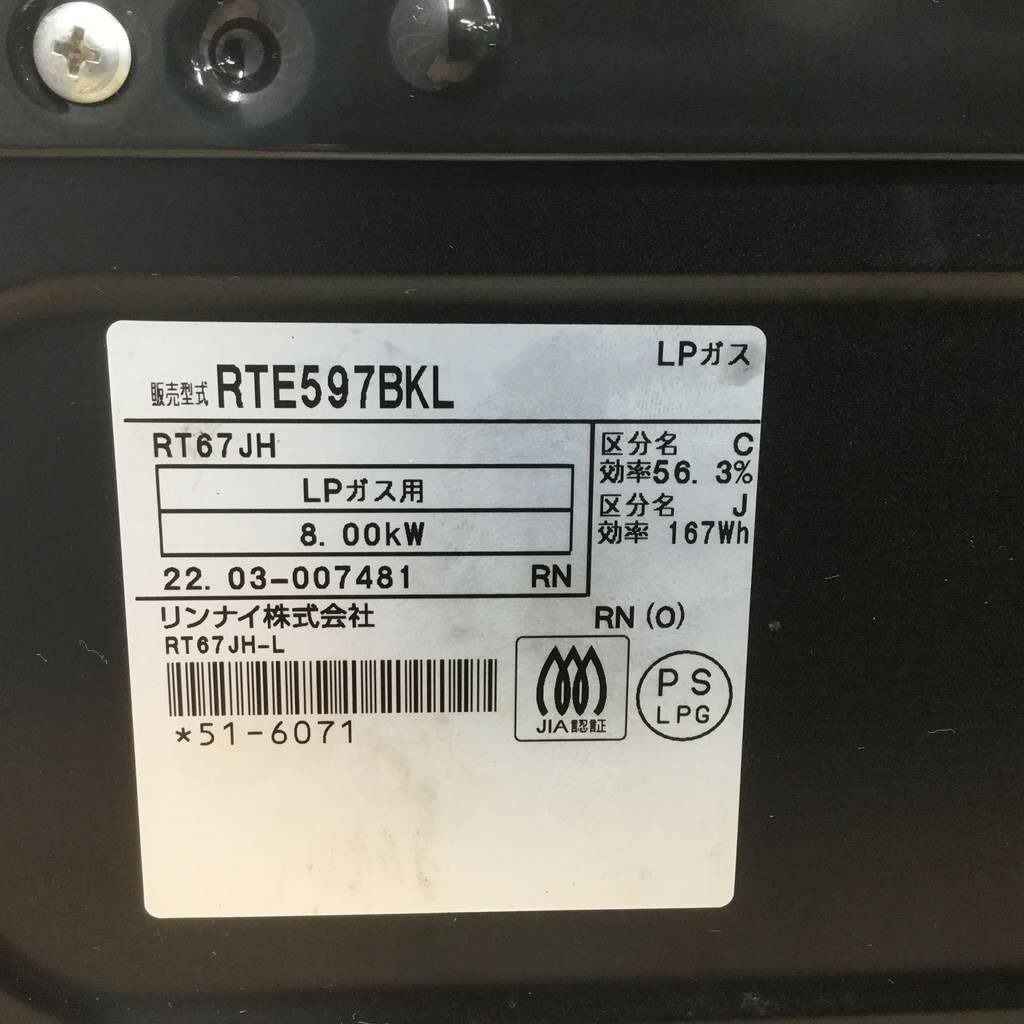 LPガス
販売型式 RTE597BKL
RT67JH
LPガス用
8.00kW
22.03-007481 RN
区分名 C
効率56.3%
区分名 J
効率 167Wh
リンナイ株式会社 RN(O)
RT67JH-L
*51-6071
JIA認証
PS
LPG